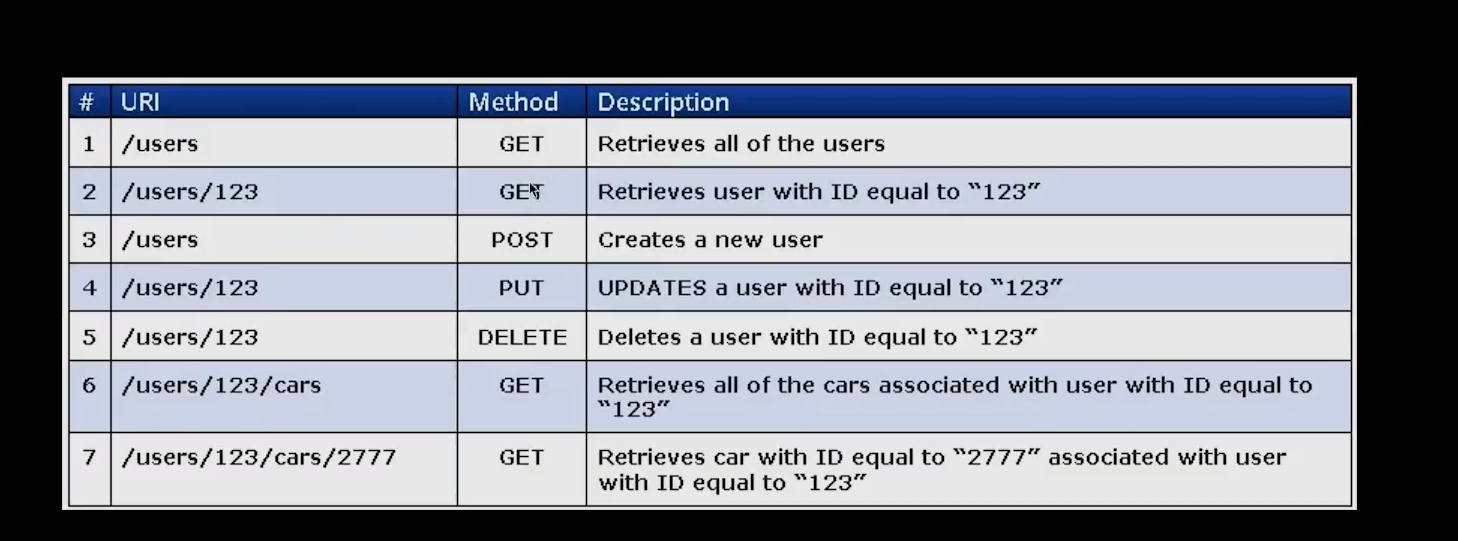 # URI Method Description
1 /users GET Retrieves all of the users
2 /users/123 GET Retrieves user with ID equal to “123”
3 /users POST Creates a new user
4 /users/123 PUT UPDATES a user with ID equal to “123”
5 /users/123 DELETE Deletes a user with ID equal to “123”
6 /users/123/cars GET Retrieves all of the cars associated with user with ID equal to
“123”
7 /users/123/cars/2777 GET Retrieves car with ID equal to “2777” associated with user
with ID equal to “123”